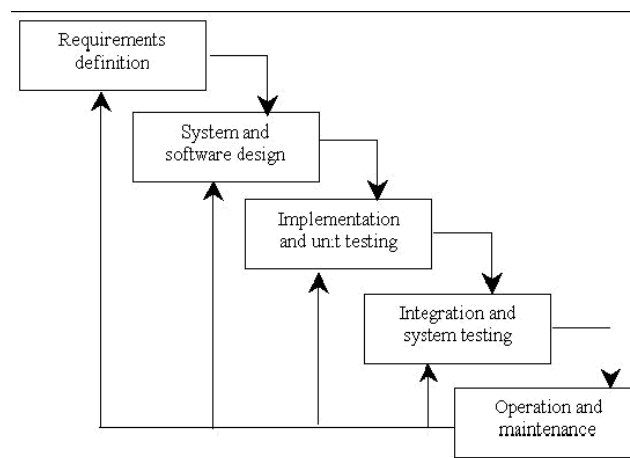 Requirements
definition
System and
software design
Implementation
and un:t testing
Integration and
system testing
Operation and
maintenance